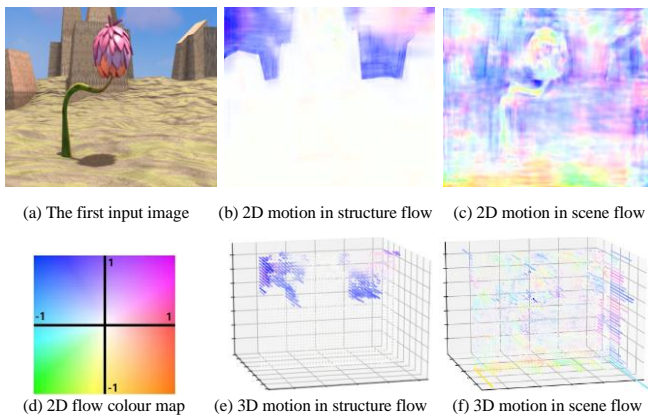 (a) The first input image
(b) 2D motion in structure flow
(c) 2D motion in scene flow
1
-1
1
-1
(d) 2D flow colour map
(e) 3D motion in structure flow
(f) 3D motion in scene flow